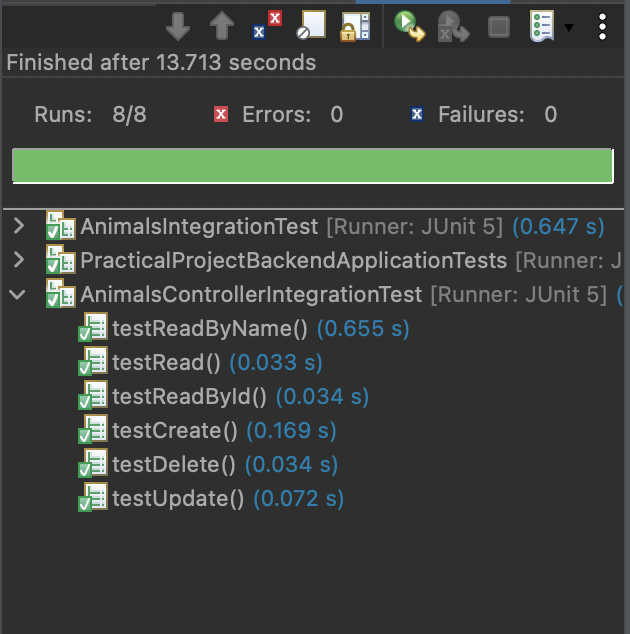 Finished after 13.713 seconds
Runs: 8/8 Errors: 0 Failures: 0
AnimalsIntegrationTest [Runner: JUnit 5] (0.647 s)
PracticalProjectBackendApplicationTests [Runner: J
AnimalsControllerIntegrationTest [Runner: JUnit 5] (
testReadByName() (0.655 s)
testRead() (0.033 s)
testReadById() (0.034 s)
testCreate() (0.169 s)
testDelete() (0.034 s)
testUpdate() (0.072 s)